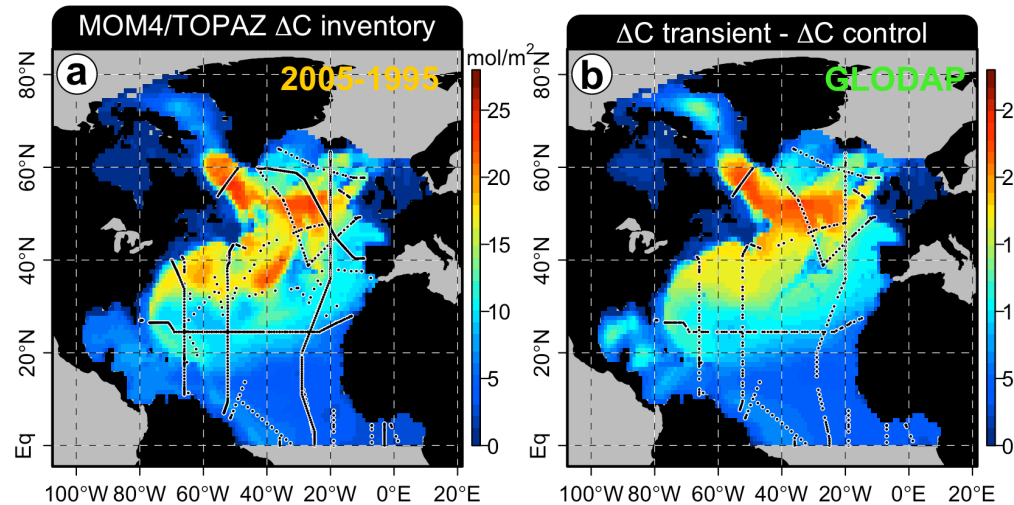 MOM4/TOPAZ ΔC inventory
a
2005-1995
mol/m²
25
20
15
10
5
0
80°N
60°N
40°N
20°N
Eq
100°W 80°W 60°W 40°W 20°W 0°E 20°E
ΔC transient - ΔC control
b
GLODAP
2
2
1
1
5
0
80°N
60°N
40°N
20°N
Eq
100°W 80°W 60°W 40°W 20°W 0°E 20°E